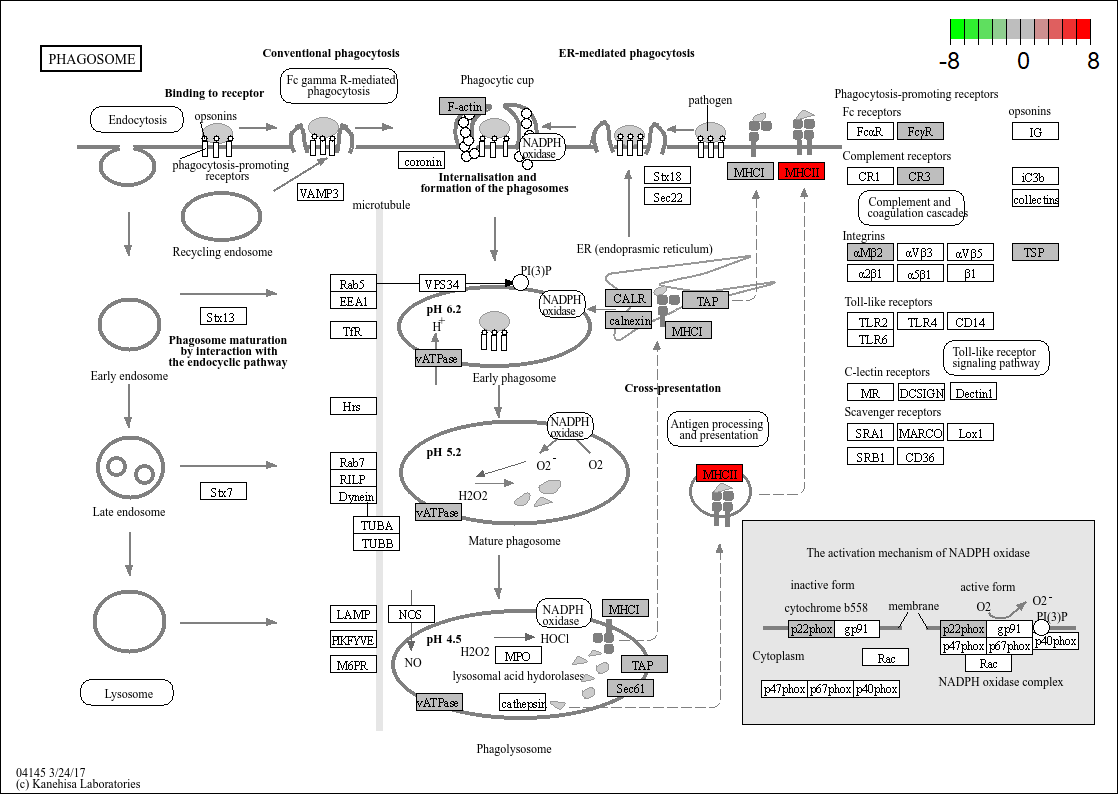 PHAGOSOME
Conventional phagocytosis
ER-mediated phagocytosis
-8
0
8
Fc gamma R-mediated
phagocytosis
Phagocytic cup
Binding to receptor
Endocytosis
opsonins
F-actin
pathogen
Phagocytosis-promoting receptors
Fc receptors
opsonins
FcαR
FcγR
IG
NADPH
oxidase
coronin
phagocytosis-promoting
receptors
Internalisation and
formation of the phagosomes
Stx18
Sec22
MHCI
MHCII
Complement receptors
CR1
CR3
iC3b
collectins
VAMP3
microtubule
Complement and
coagulation cascades
Recycling endosome
ER (endoprasmic reticulum)
Integrins
αMβ2
αVβ3
αVβ5
TSP
α2β1
α5β1
β1
PI(3)P
Rab5
EEA1
VPS34
NADPH
oxidase
CALR
TAP
calnexin
MHCI
pH 6.2
H+
TfR
vATPase
Stx13
Phagosome maturation
by interaction with
the endocyclic pathway
Toll-like receptors
TLR2
TLR4
CD14
TLR6
Toll-like receptor
signaling pathway
Early endosome
Early phagosome
Cross-presentation
C-lectin receptors
MR
DCSIGN
Dectin1
Hrs
Scavenger receptors
SRA1
MARCO
Lox1
SRB1
CD36
NADPH
oxidase
Antigen processing
and presentation
pH 5.2
O2-
O2
H2O2
Rab7
RILP
Dynein
vATPase
MHCII
Stx7
Late endosome
TUBA
TUBB
Mature phagosome
The activation mechanism of NADPH oxidase
inactive form
active form
cytochrome b558
membrane
O2
O2-
PI(3)P
p22phox
gp91
p22phox
gp91
p47phox
p67phox
p40phox
Cytoplasm
Rac
Rac
NADPH oxidase complex
p47phox
p67phox
p40phox
LAMP
NOS
NADPH
oxidase
MHCI
PIKFYVE
pH 4.5
HOCl
H2O2
MPO
M6PR
NO
lysosomal acid hydorolases
TAP
Sec61
vATPase
cathepsin
Lysosome
Phagolysosome
04145 3/24/17
(c) Kanehisa Laboratories